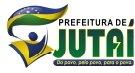 PREFEITURA DE
JUTAÍ
Do povo, pelo povo, para o povo